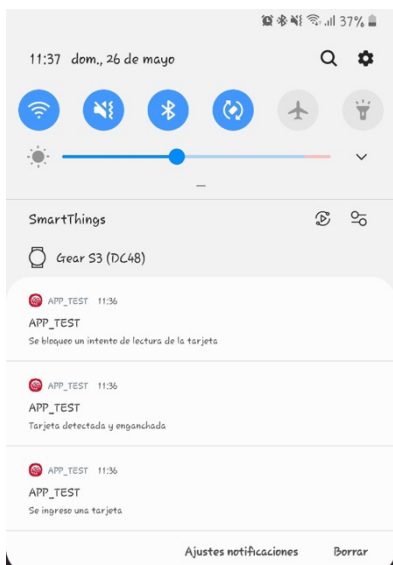 37%
11:37 dom., 26 de mayo
SmartThings
Gear S3 (DC48)
APP_TEST 11:36
APP_TEST
Se bloqueo un intento de lectura de la tarjeta
APP_TEST 11:36
APP_TEST
Tarjeta detectada y enganchada
APP_TEST 11:36
APP_TEST
Se ingreso una tarjeta
Ajustes notificaciones Borrar